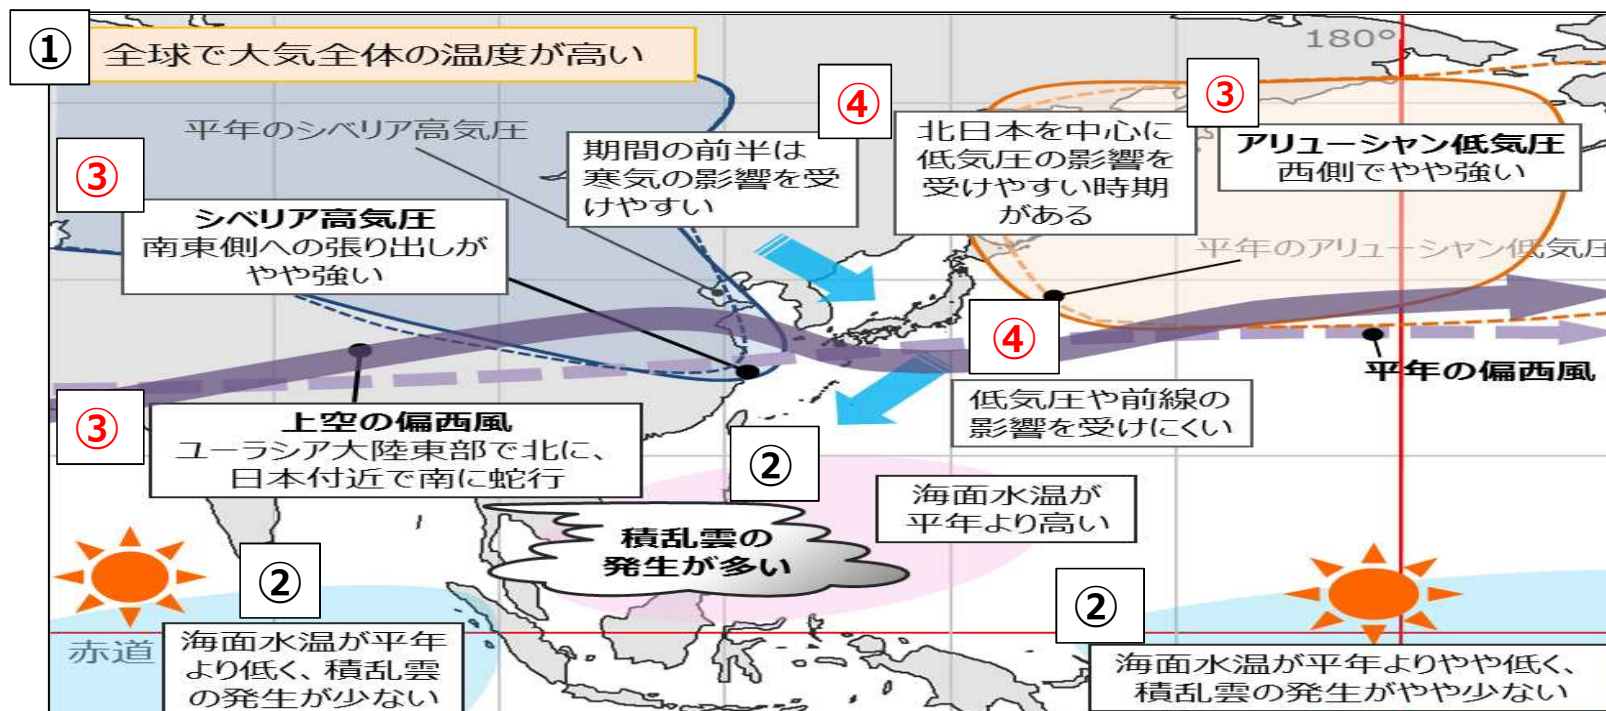 ①
全球で大気全体の温度が高い
180°
平年のシベリア高気圧
期間の前半は
寒気の影響を受
けやすい
④
北日本を中心に
低気圧の影響を
受けやすい時期
がある
③
アリューシャン低気圧
西側でやや強い
③
シベリア高気圧
南東側への張り出しが
やや強い
平年のアリューシャン低気圧
④
低気圧や前線の
影響を受けにくい
平年の偏西風
③
上空の偏西風
ユーラシア大陸東部で北に、
日本付近で南に蛇行
②
海面水温が
平年より高い
積乱雲の
発生が多い
②
赤道
海面水温が平年
より低く、積乱雲
の発生が少ない
②
海面水温が平年よりやや低く、
積乱雲の発生がやや少ない